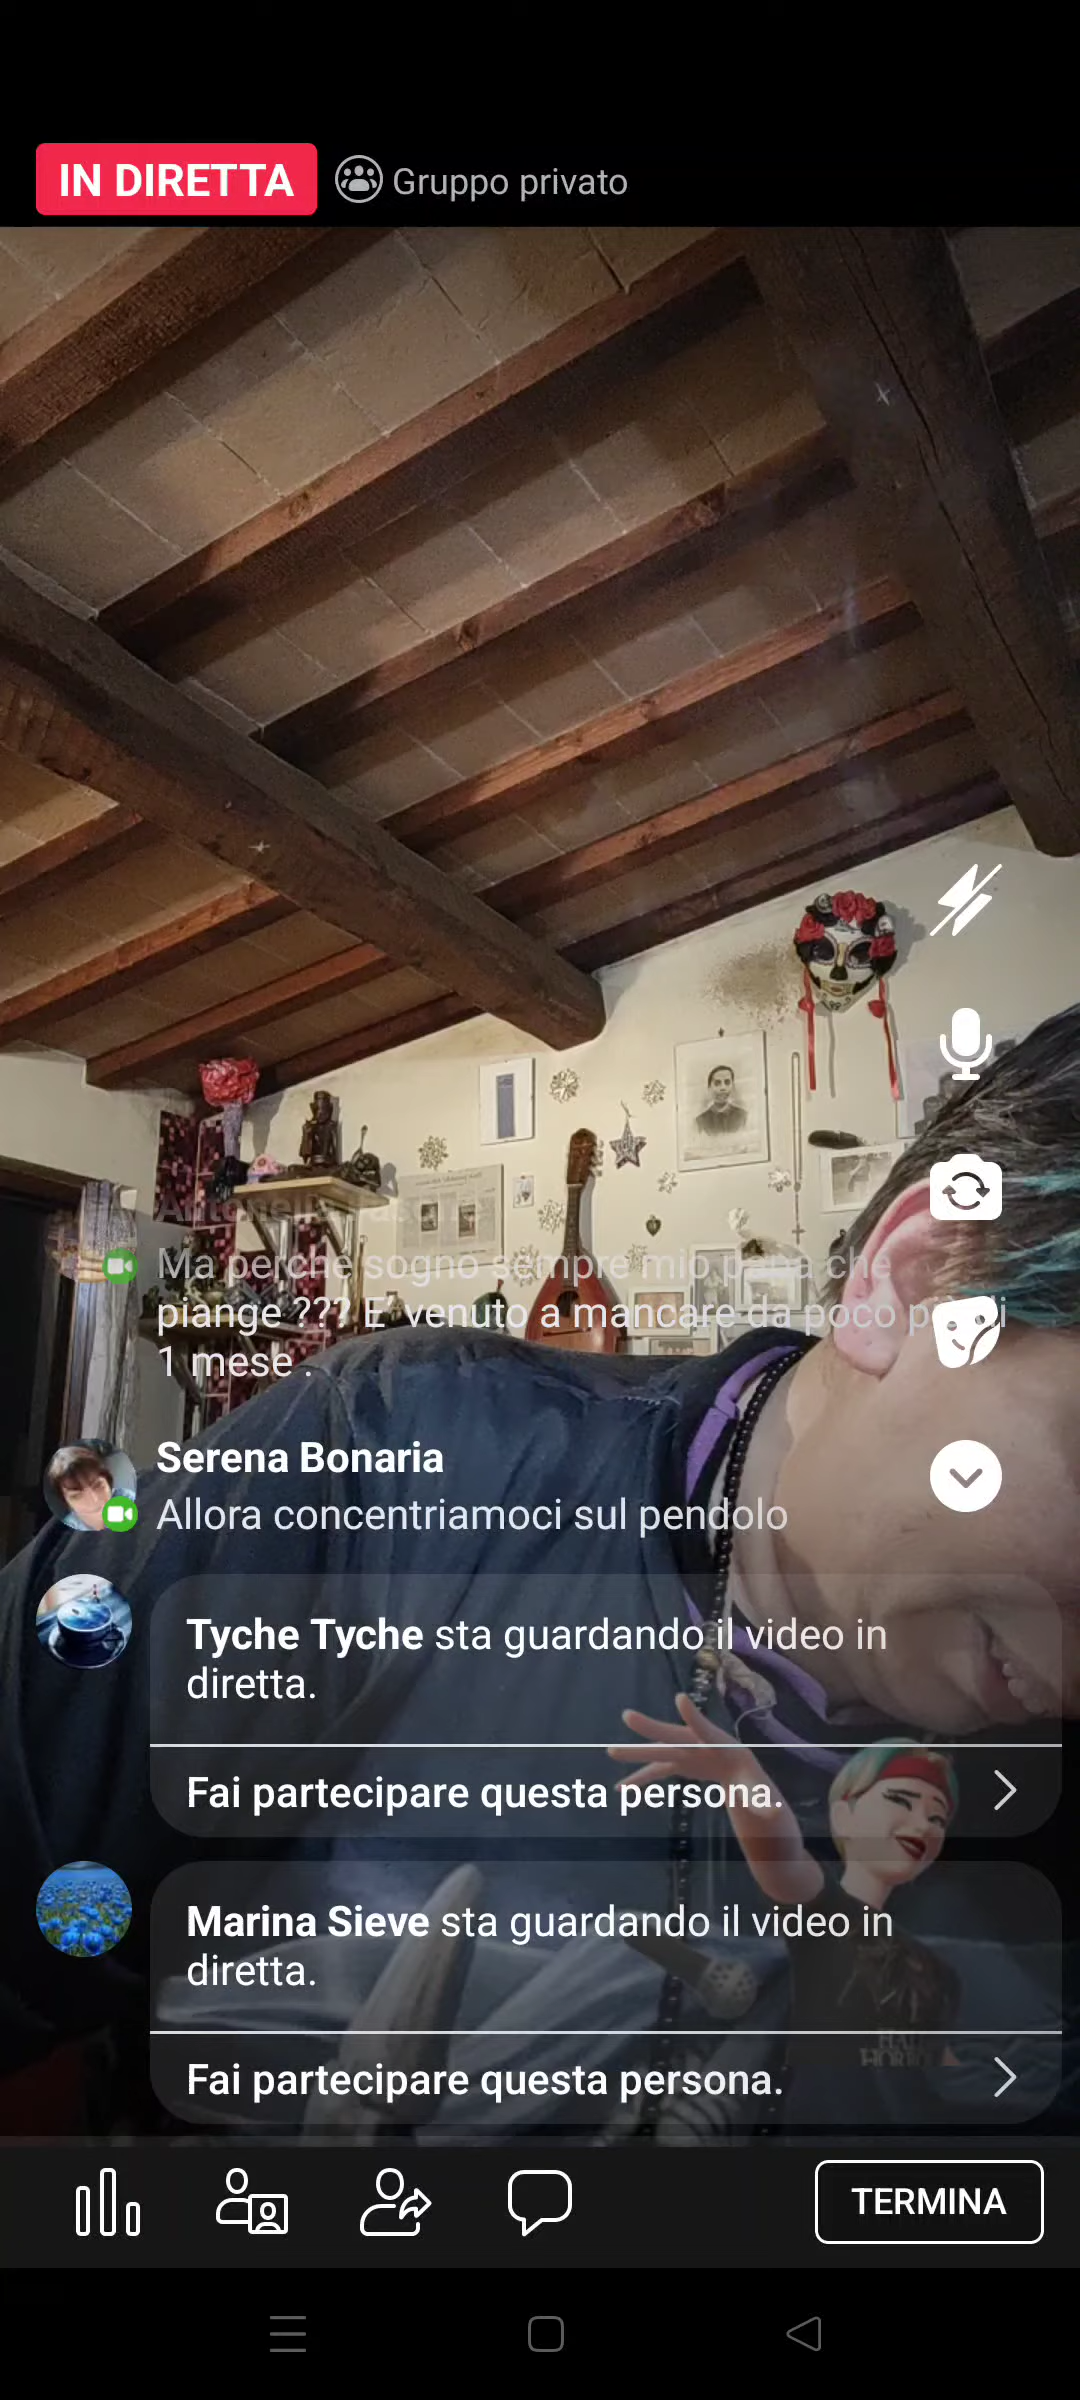 IN DIRETTA
Gruppo privato
Ma perché sogno sempre mio papà che
piange ??? E' venuto a mancare da poco più di
1 mese .
Serena Bonaria
Allora concentriamoci sul pendolo
Tyche Tyche sta guardando il video in
diretta.
Fai partecipare questa persona.
Marina Sieve sta guardando il video in
diretta.
Fai partecipare questa persona.
TERMINA